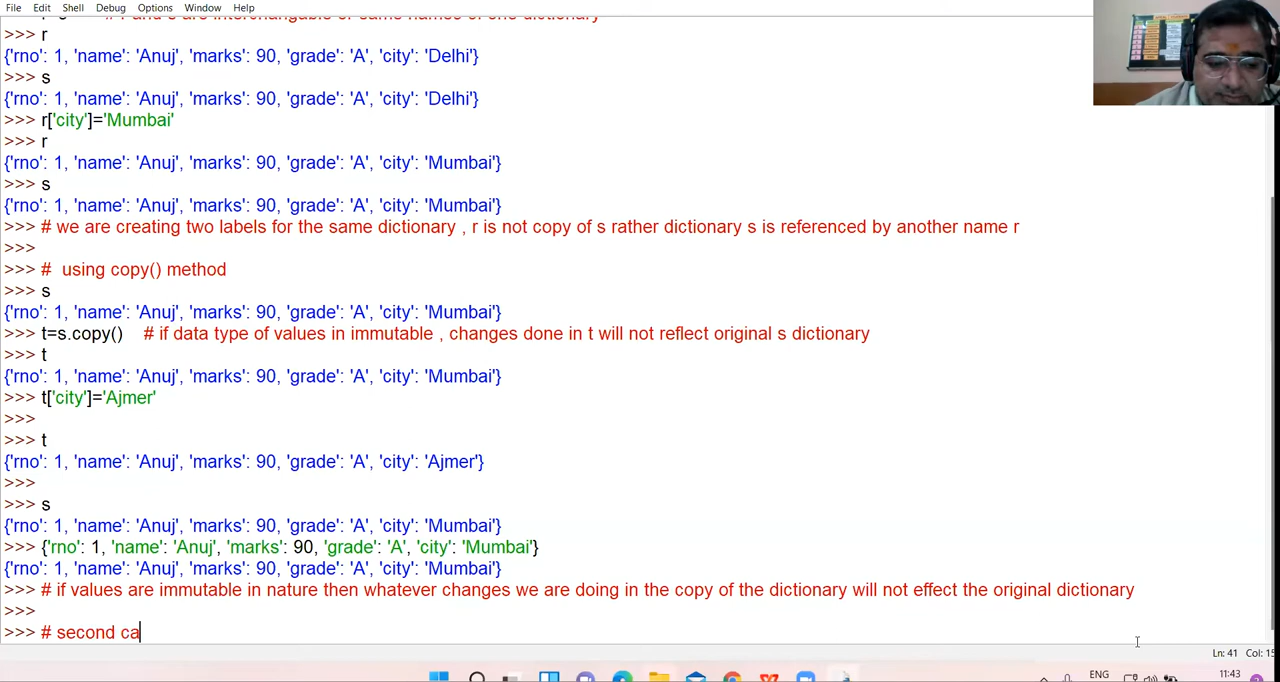 File Edit Shell Debug Options Window Help
>>> r
{'rno': 1, 'name': 'Anuj', 'marks': 90, 'grade': 'A', 'city': 'Delhi'}
>>> s
{'rno': 1, 'name': 'Anuj', 'marks': 90, 'grade': 'A', 'city': 'Delhi'}
>>> r['city']='Mumbai'
>>> r
{'rno': 1, 'name': 'Anuj', 'marks': 90, 'grade': 'A', 'city': 'Mumbai'}
>>> s
{'rno': 1, 'name': 'Anuj', 'marks': 90, 'grade': 'A', 'city': 'Mumbai'}
>>> # we are creating two labels for the same dictionary , r is not copy of s rather dictionary s is referenced by another name r
>>>
>>> #  using copy() method
>>> s
{'rno': 1, 'name': 'Anuj', 'marks': 90, 'grade': 'A', 'city': 'Mumbai'}
>>> t=s.copy()   # if data type of values in immutable , changes done in t will not reflect original s dictionary
>>> t
{'rno': 1, 'name': 'Anuj', 'marks': 90, 'grade': 'A', 'city': 'Mumbai'}
>>> t['city']='Ajmer'
>>>
>>> t
{'rno': 1, 'name': 'Anuj', 'marks': 90, 'grade': 'A', 'city': 'Ajmer'}
>>>
>>> s
{'rno': 1, 'name': 'Anuj', 'marks': 90, 'grade': 'A', 'city': 'Mumbai'}
>>> {'rno': 1, 'name': 'Anuj', 'marks': 90, 'grade': 'A', 'city': 'Mumbai'}
{'rno': 1, 'name': 'Anuj', 'marks': 90, 'grade': 'A', 'city': 'Mumbai'}
>>> # if values are immutable in nature then whatever changes we are doing in the copy of the dictionary will not effect the original dictionary
>>>
>>> # second ca
Ln: 41 Col: 15
ENG 11:43